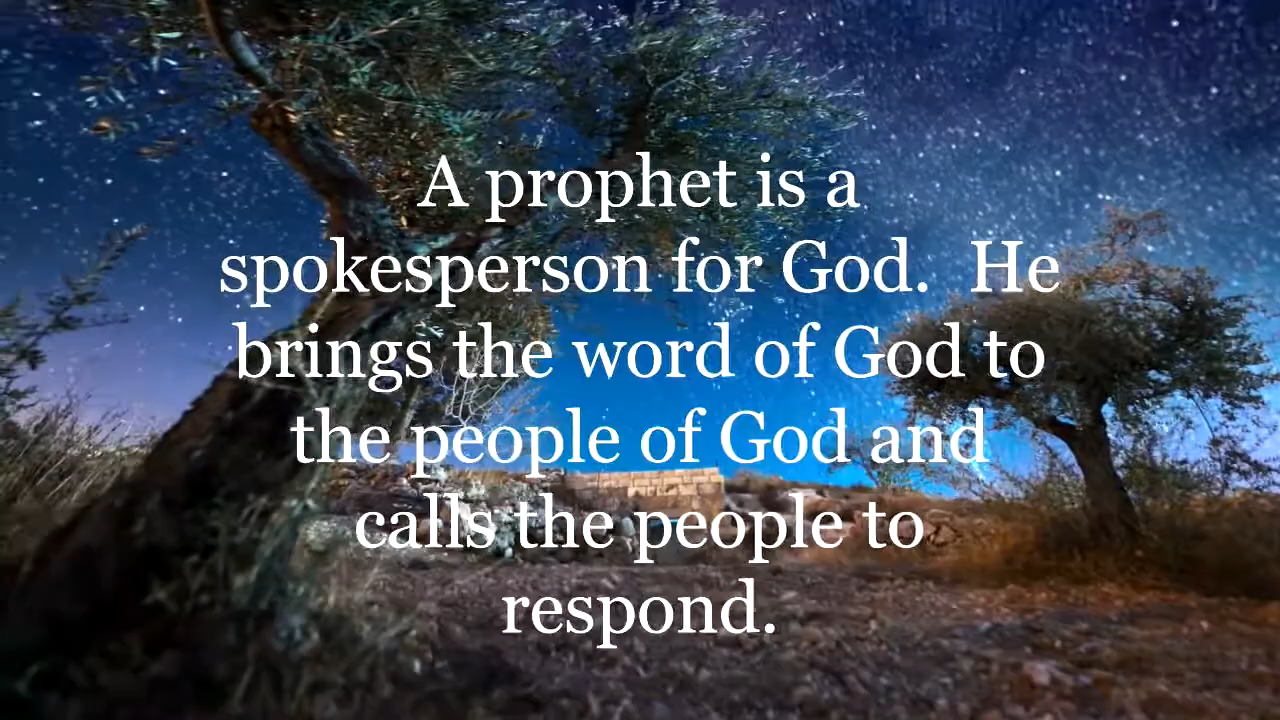 A prophet is a
spokesperson for God.  He
brings the word of God to
the people of God and
calls the people to
respond.